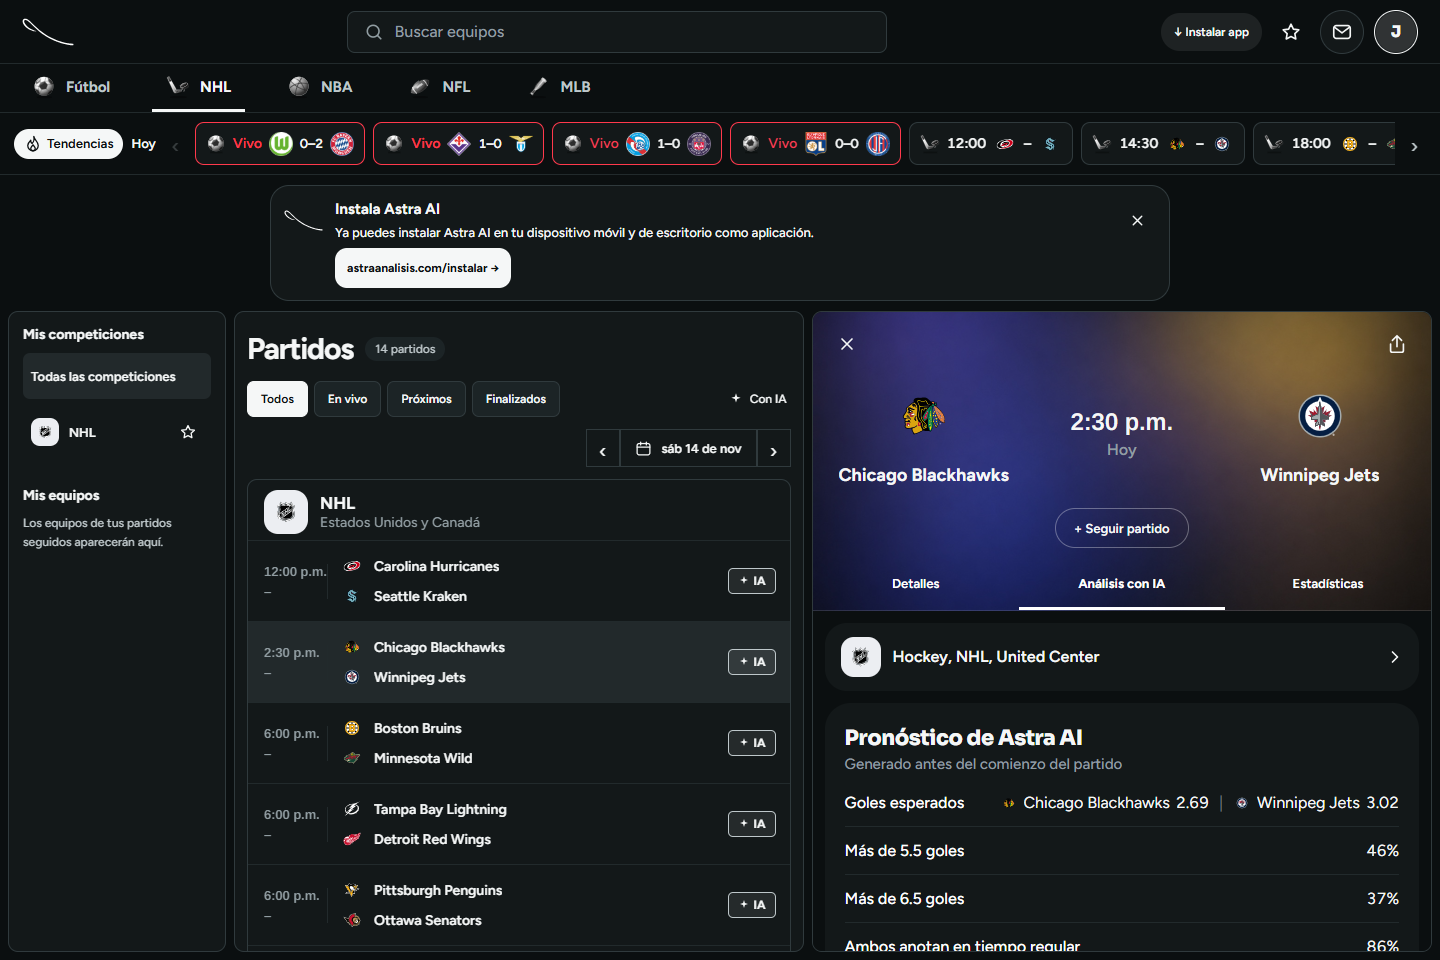 Buscar equipos
↓ Instalar app
J
Fútbol
NHL
NBA
NFL
MLB
Tendencias
Hoy
Vivo 0–2
Vivo 1–0
Vivo 1–0
Vivo 0–0
12:00 –
14:30 –
18:00 –
Instala Astra AI
Ya puedes instalar Astra AI en tu dispositivo móvil y de escritorio como aplicación.
astraanalisis.com/instalar →
Mis competiciones
Todas las competiciones
NHL
Mis equipos
Los equipos de tus partidos
seguidos aparecerán aquí.
Partidos
14 partidos
Todos
En vivo
Próximos
Finalizados
Con IA
sáb 14 de nov
NHL
Estados Unidos y Canadá
12:00 p.m.
–
Carolina Hurricanes
Seattle Kraken
IA
2:30 p.m.
–
Chicago Blackhawks
Winnipeg Jets
IA
6:00 p.m.
–
Boston Bruins
Minnesota Wild
IA
6:00 p.m.
–
Tampa Bay Lightning
Detroit Red Wings
IA
6:00 p.m.
–
Pittsburgh Penguins
Ottawa Senators
IA
2:30 p.m.
Hoy
Chicago Blackhawks
Winnipeg Jets
+ Seguir partido
Detalles
Análisis con IA
Estadísticas
Hockey, NHL, United Center
Pronóstico de Astra AI
Generado antes del comienzo del partido
Goles esperados Chicago Blackhawks 2.69 | Winnipeg Jets 3.02
Más de 5.5 goles 46%
Más de 6.5 goles 37%
Ambos anotan en tiempo regular 86%